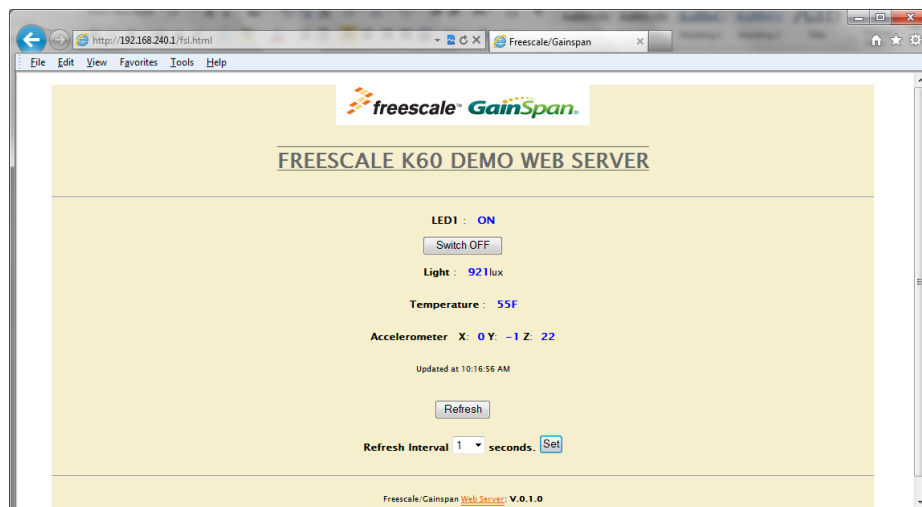 http://192.168.240.1/fsl.html
Freescale/Gainspan
File Edit View Favorites Tools Help
freescale™ GainSpan.
FREESCALE K60 DEMO WEB SERVER
LED1 : ON
Switch OFF
Light : 921lux
Temperature : 55F
Accelerometer X: 0 Y: -1 Z: 22
Updated at 10:16:56 AM
Refresh
Refresh Interval 1 seconds. Set
Freescale/Gainspan Web Server: V.0.1.0